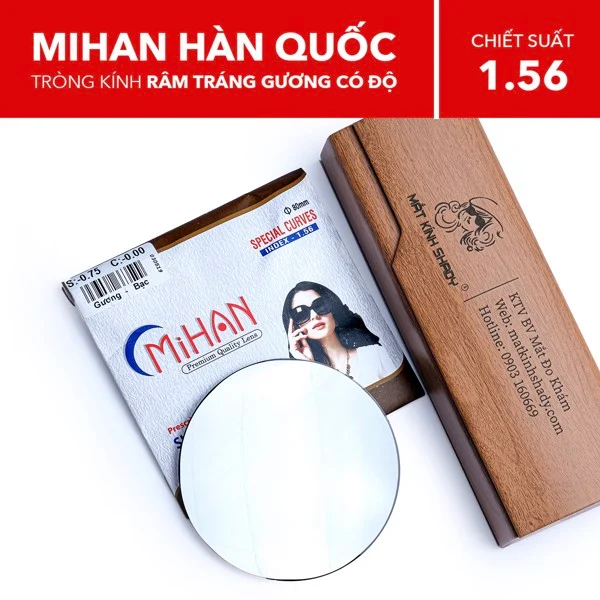 MIHAN HÀN QUỐC
TRÒNG KÍNH RÂM TRÁNG GƯƠNG CÓ ĐỘ
CHIẾT SUẤT
1.56
Φ 80mm
SPECIAL CURVES
INDEX - 1.56
S:-0.75 C:-0.00
Gương - Bạc
MiHAN
Premium Quality Lens
MẮT KÍNH SHADY ®
KTV BV Mắt Đo Khám
Web: matkinhshady.com
Hotline: 0903 160669